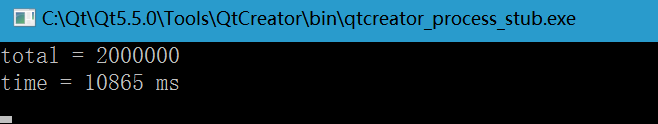 C:\Qt\Qt5.5.0\Tools\QtCreator\bin\qtcreator_process_stub.exe
total = 2000000
time = 10865 ms